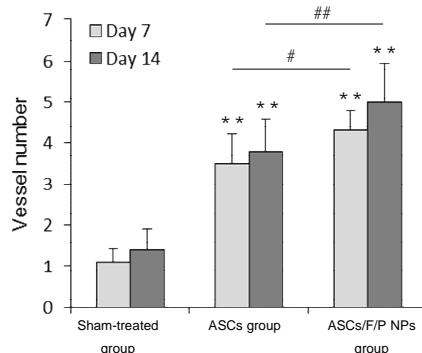 7
6
5
4
3
2
1
0
Vessel number
Day 7
Day 14
##
#
* *
* *
* *
* *
Sham-treated
group
ASCs group
ASCs/F/P NPs
group